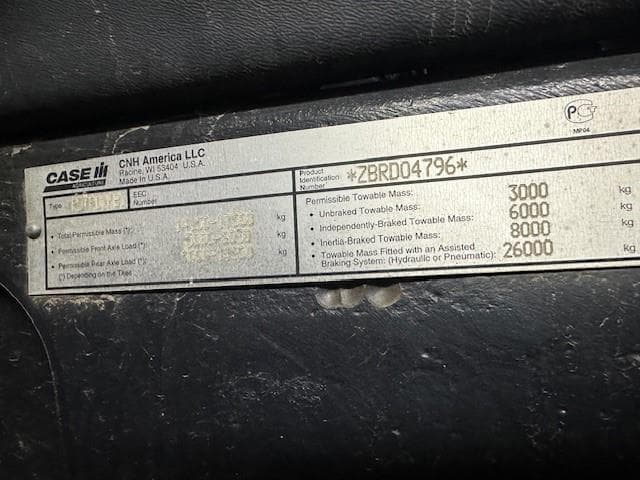 CASE IH
AGRICULTURE
CNH America LLC
Racine, WI 53404 U.S.A.
Made In U.S.A.
Type
EEC
Number
• Total Permissible Mass (*): kg
• Permissible Front Axle Load (*): kg
• Permissible Rear Axle Load (*): kg
(*) Depending on the Tires
Product
Identification
Number
*ZBRD04796*
Permissible Towable Mass:
• Unbraked Towable Mass: 3000 kg
• Independently-Braked Towable Mass: 6000 kg
• Inertia-Braked Towable Mass: 8000 kg
• Towable Mass Fitted with an Assisted
Braking System: (Hydraulic or Pneumatic): 26000 kg
МР04